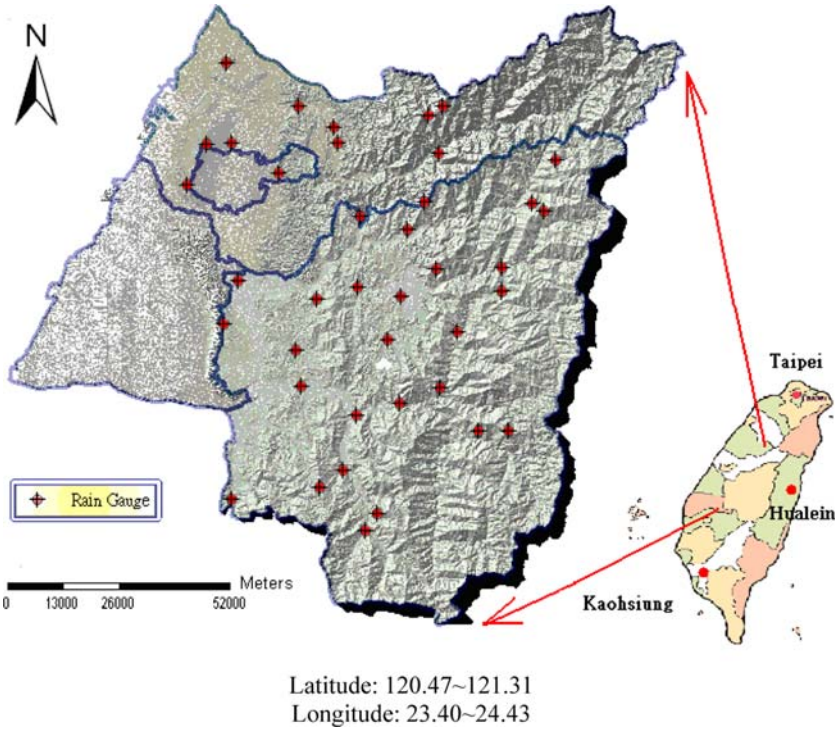 N
Taipei
Rain Gauge
Hualein
Meters
0 13000 26000 52000
Kaohsiung
Latitude: 120.47~121.31
Longitude: 23.40~24.43